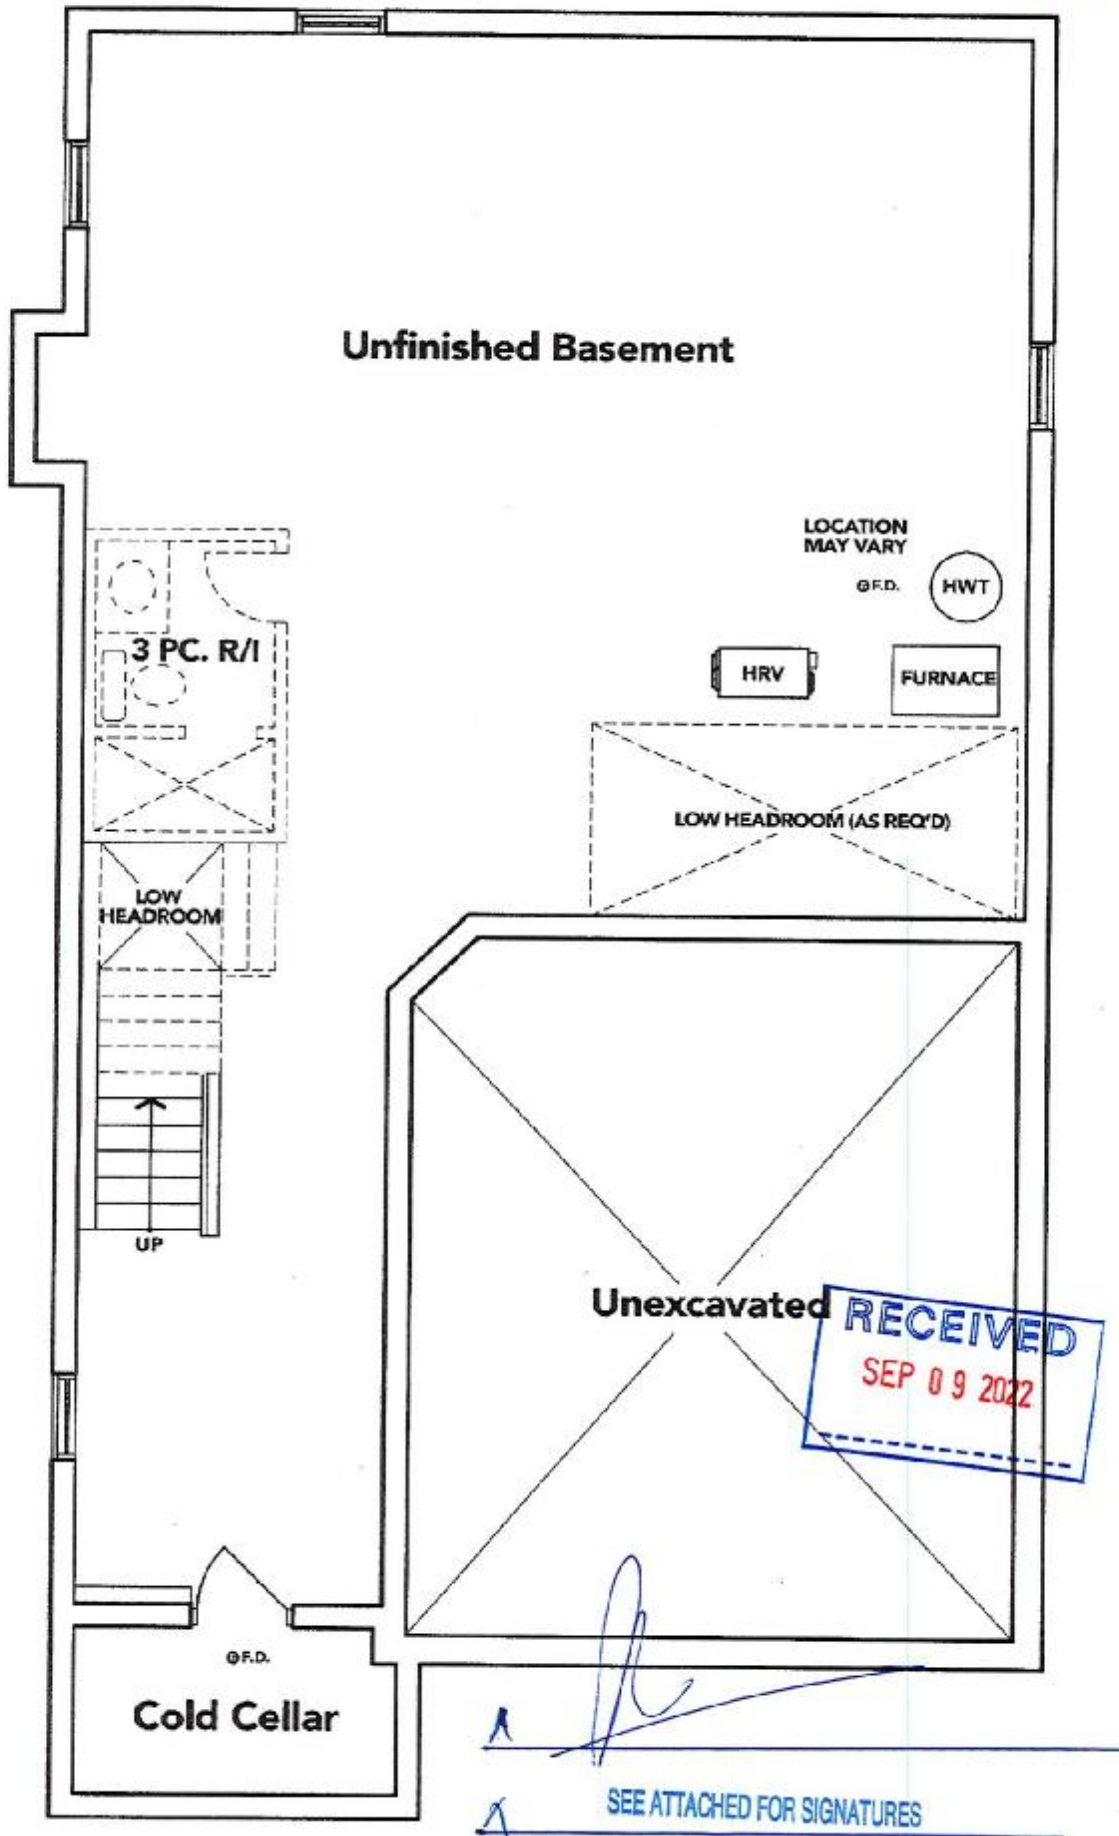 Unfinished Basement
LOCATION
MAY VARY
F.D.
HWT
3 PC. R/I
HRV
FURNACE
LOW HEADROOM (AS REQ'D)
LOW
HEADROOM
UP
Unexcavated
RECEIVED
SEP 09 2022
F.D.
Cold Cellar
SEE ATTACHED FOR SIGNATURES